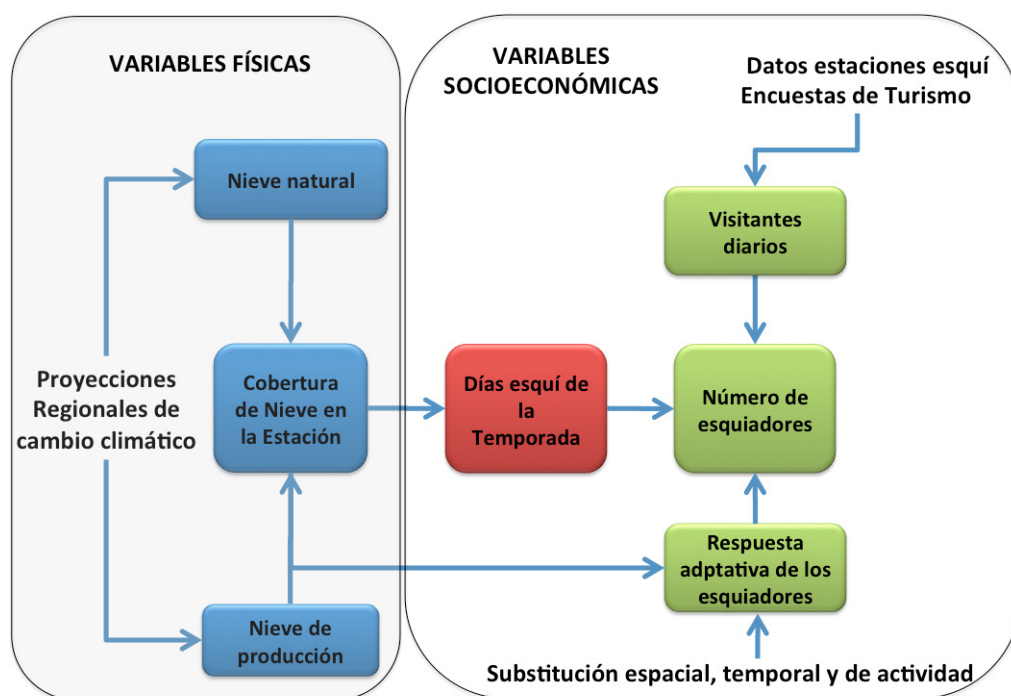 VARIABLES FÍSICAS
VARIABLES
SOCIOECONÓMICAS
Datos estaciones esquí
Encuestas de Turismo
Nieve natural
Visitantes
diarios
Proyecciones
Regionales de
cambio climático
Cobertura
de Nieve en
la Estación
Días esquí de
la
Temporada
Número de
esquiadores
Respuesta
adptativa de los
esquiadores
Nieve de
producción
Substitución espacial, temporal y de actividad